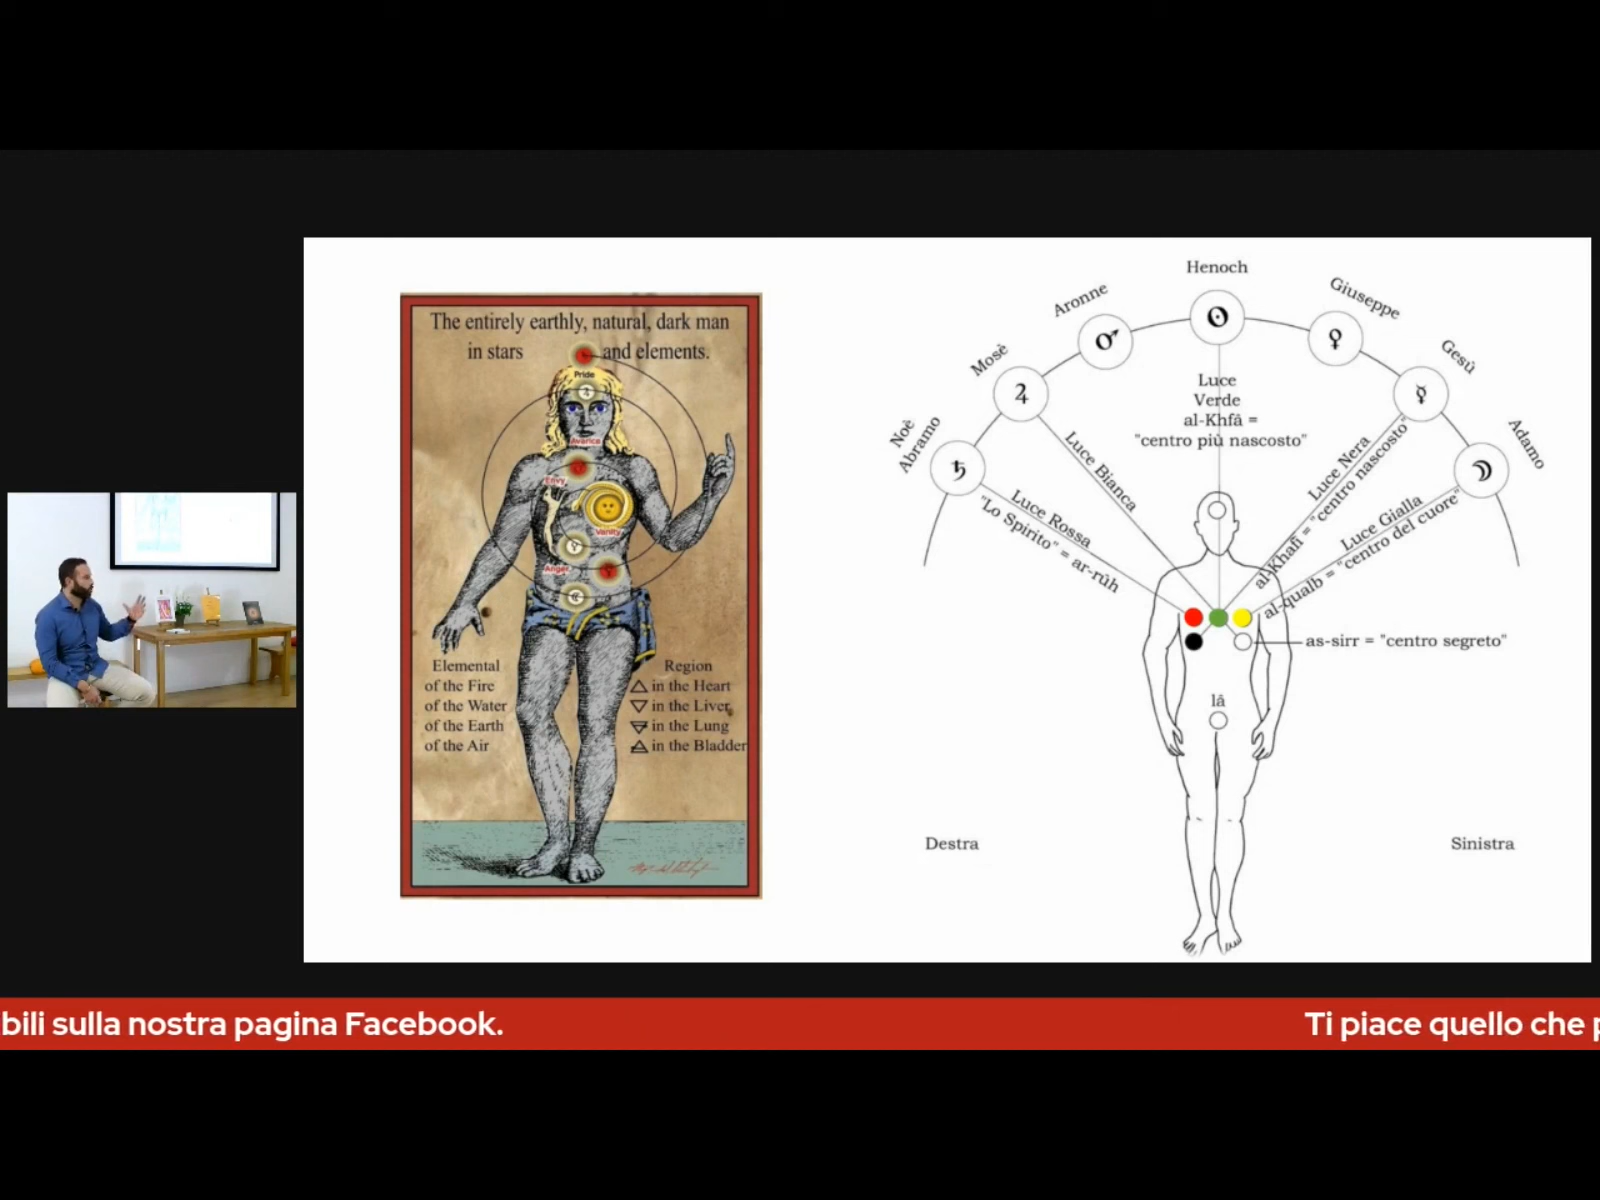 The entirely earthly, natural, dark man
in stars and elements.
Pride
Avarice
Envy
Vanity
Anger
Elemental
of the Fire
of the Water
of the Earth
of the Air
Region
in the Heart
in the Liver
in the Lung
in the Bladder
Henoch
Aronne
Giuseppe
Mosè
Gesù
Noè
Abramo
Adamo
Luce
Verde
al-Khfā =
"centro più nascosto"
Luce Bianca
Luce Rossa
"Lo Spirito" = ar-rūh
Luce Nera
al-Khafi = "centro nascosto"
Luce Gialla
al-qualb = "centro del cuore"
as-sirr = "centro segreto"
lā
Destra
Sinistra
bili sulla nostra pagina Facebook.
Ti piace quello che p